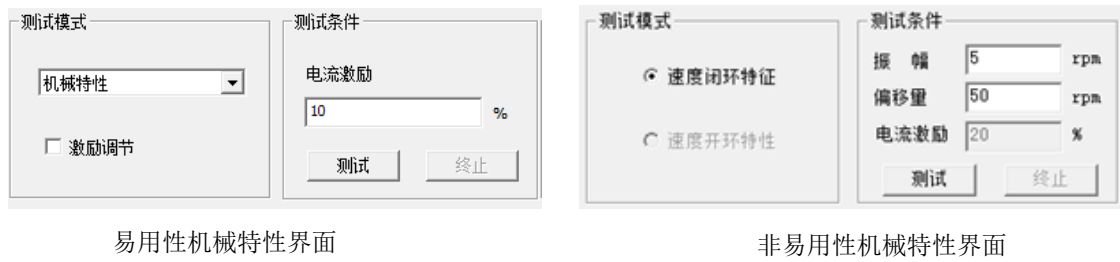 测试模式
机械特性
激励调节
测试条件
电流激励
10 %
测试 终止
易用性机械特性界面
测试模式
速度闭环特征
速度开环特性
测试条件
振 幅 5 rpm
偏移量 50 rpm
电流激励 20 %
测试 终止
非易用性机械特性界面